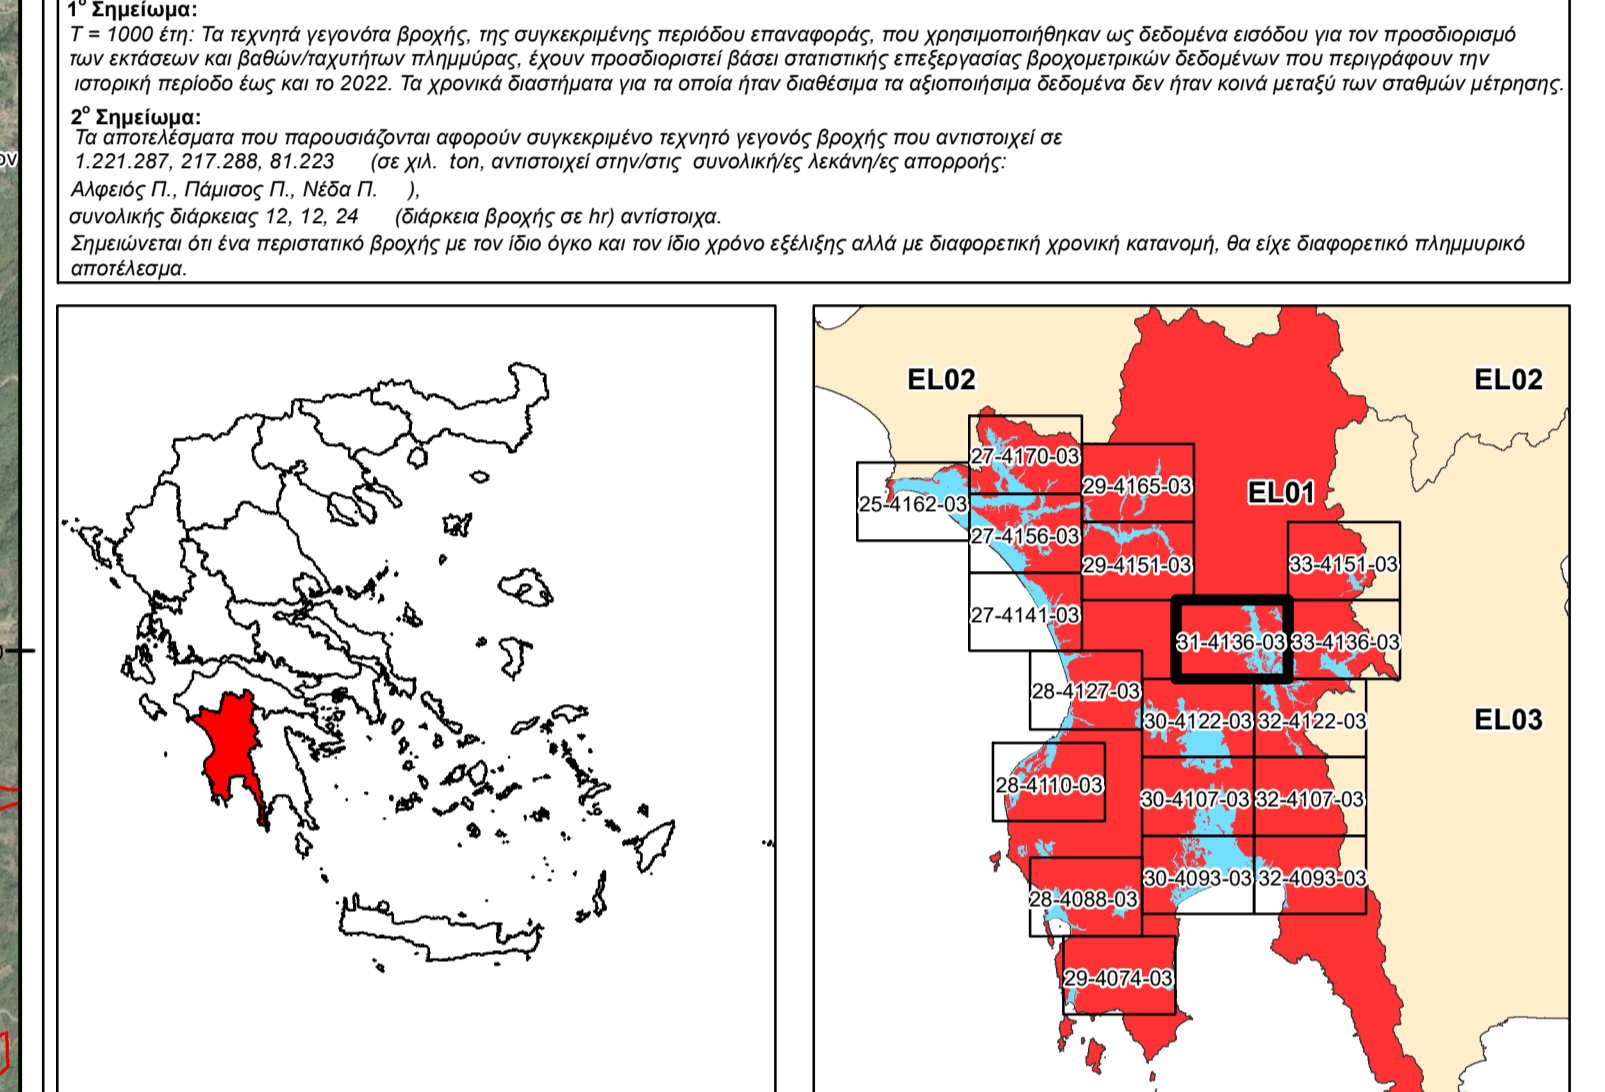 1ο Σημείωμα:
Τ = 1000 έτη: Τα τεχνητά γεγονότα βροχής, της συγκεκριμένης περιόδου επαναφοράς, που χρησιμοποιήθηκαν ως δεδομένα εισόδου για τον προσδιορισμό
των εκτάσεων και βαθών/ταχυτήτων πλημμύρας, έχουν προσδιοριστεί βάσει στατιστικής επεξεργασίας βροχομετρικών δεδομένων που περιγράφουν την
ιστορική περίοδο έως και το 2022. Τα χρονικά διαστήματα για τα οποία ήταν διαθέσιμα τα αξιοποιήσιμα δεδομένα δεν ήταν κοινά μεταξύ των σταθμών μέτρησης.
2ο Σημείωμα:
Τα αποτελέσματα που παρουσιάζονται αφορούν συγκεκριμένο τεχνητό γεγονός βροχής που αντιστοιχεί σε
1.221.287, 217.288, 81.223 (σε χιλ. ton, αντιστοιχεί στην/στις συνολική/ες λεκάνη/ες απορροής:
Αλφειός Π., Πάμισος Π., Νέδα Π. ),
συνολικής διάρκειας 12, 12, 24 (διάρκεια βροχής σε hr) αντίστοιχα.
Σημειώνεται ότι ένα περιστατικό βροχής με τον ίδιο όγκο και τον ίδιο χρόνο εξέλιξης αλλά με διαφορετική χρονική κατανομή, θα είχε διαφορετικό πλημμυρικό
αποτέλεσμα.
EL02
EL02
27-4170-03
29-4165-03
EL01
25-4162-03
27-4156-03
29-4151-03
33-4151-03
27-4141-03
31-4136-03
33-4136-03
28-4127-03
30-4122-03
32-4122-03
EL03
28-4110-03
30-4107-03
32-4107-03
30-4093-03
32-4093-03
28-4088-03
29-4074-03